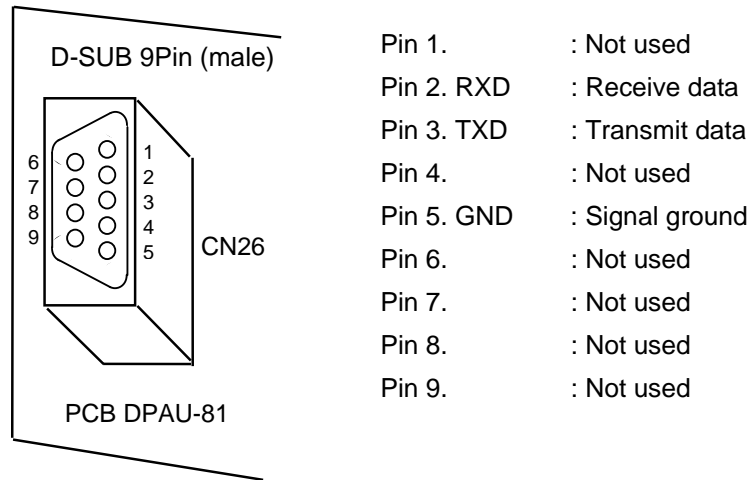 D-SUB 9Pin (male)
6
7
8
9
1
2
3
4
5
CN26
PCB DPAU-81
Pin 1. : Not used
Pin 2. RXD : Receive data
Pin 3. TXD : Transmit data
Pin 4. : Not used
Pin 5. GND : Signal ground
Pin 6. : Not used
Pin 7. : Not used
Pin 8. : Not used
Pin 9. : Not used